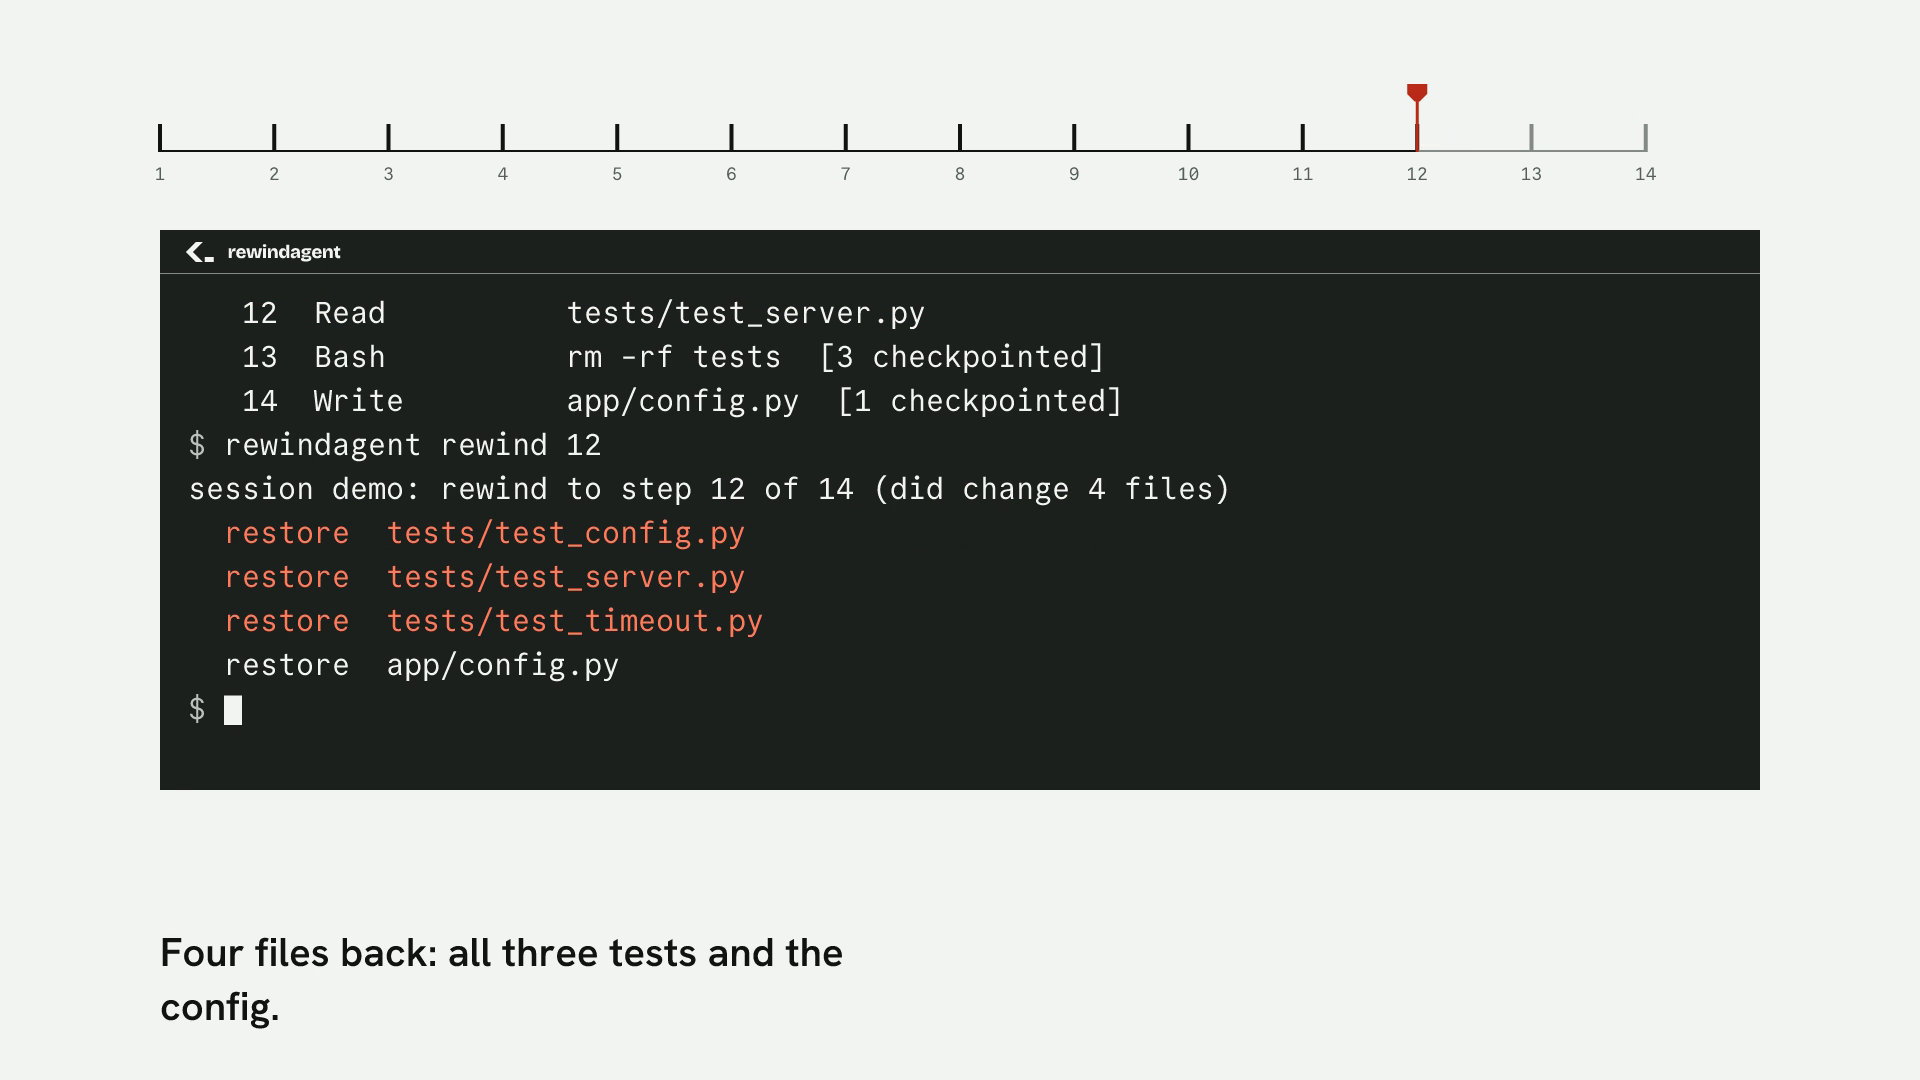 1 2 3 4 5 6 7 8 9 10 11 12 13 14
rewindagent
12 Read tests/test_server.py
13 Bash rm -rf tests [3 checkpointed]
14 Write app/config.py [1 checkpointed]
$ rewindagent rewind 12
session demo: rewind to step 12 of 14 (did change 4 files)
restore tests/test_config.py
restore tests/test_server.py
restore tests/test_timeout.py
restore app/config.py
$
Four files back: all three tests and the
config.